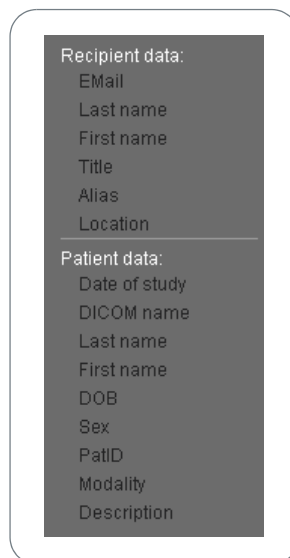 Recipient data:
EMail
Last name
First name
Title
Alias
Location
Patient data:
Date of study
DICOM name
Last name
First name
DOB
Sex
PatID
Modality
Description